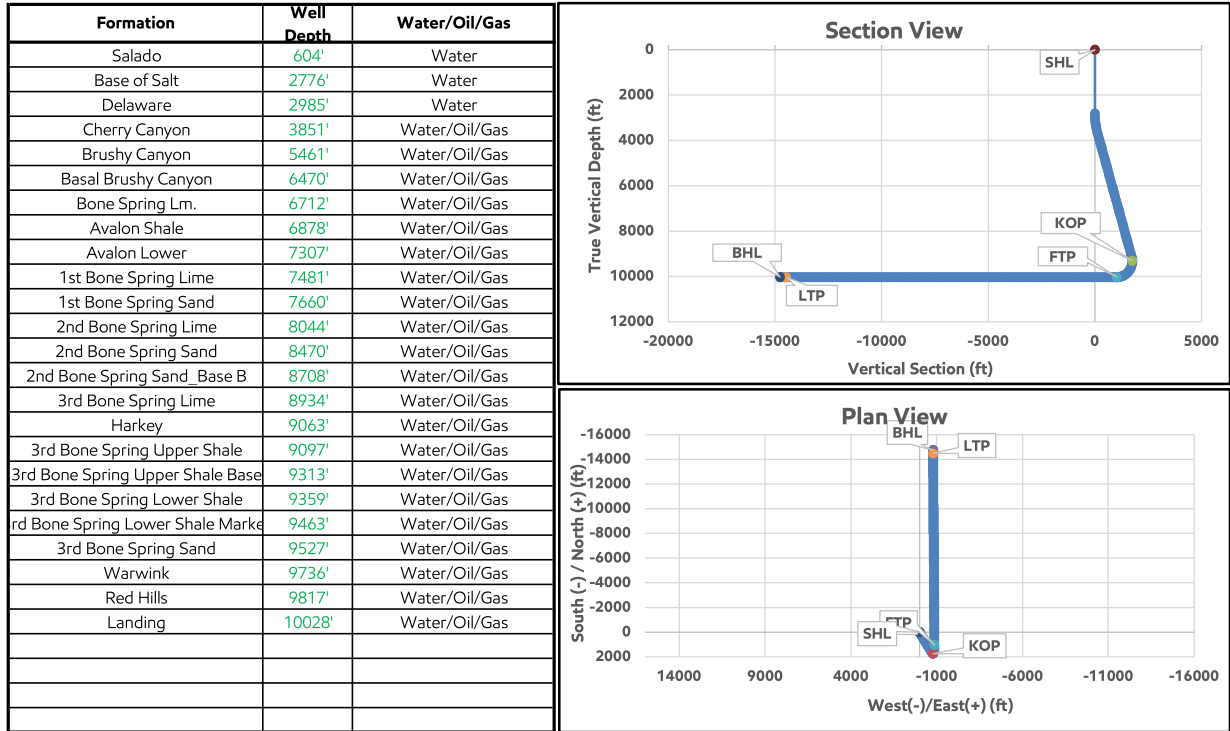 Formation Well Depth Water/Oil/Gas
Salado 604' Water
Base of Salt 2776' Water
Delaware 2985' Water
Cherry Canyon 3851' Water/Oil/Gas
Brushy Canyon 5461' Water/Oil/Gas
Basal Brushy Canyon 6470' Water/Oil/Gas
Bone Spring Lm. 6712' Water/Oil/Gas
Avalon Shale 6878' Water/Oil/Gas
Avalon Lower 7307' Water/Oil/Gas
1st Bone Spring Lime 7481' Water/Oil/Gas
1st Bone Spring Sand 7660' Water/Oil/Gas
2nd Bone Spring Lime 8044' Water/Oil/Gas
2nd Bone Spring Sand 8470' Water/Oil/Gas
2nd Bone Spring Sand_Base B 8708' Water/Oil/Gas
3rd Bone Spring Lime 8934' Water/Oil/Gas
Harkey 9063' Water/Oil/Gas
3rd Bone Spring Upper Shale 9097' Water/Oil/Gas
3rd Bone Spring Upper Shale Base 9313' Water/Oil/Gas
3rd Bone Spring Lower Shale 9359' Water/Oil/Gas
rd Bone Spring Lower Shale Marke 9463' Water/Oil/Gas
3rd Bone Spring Sand 9527' Water/Oil/Gas
Warwink 9736' Water/Oil/Gas
Red Hills 9817' Water/Oil/Gas
Landing 10028' Water/Oil/Gas
Section View
True Vertical Depth (ft)
0
2000
4000
6000
8000
10000
12000
SHL
KOP
FTP
BHL
LTP
-20000 -15000 -10000 -5000 0 5000
Vertical Section (ft)
Plan View
South (-) / North (+) (ft)
-16000
-14000
-12000
-10000
-8000
-6000
-4000
-2000
0
2000
BHL
LTP
FTP
SHL
KOP
14000 9000 4000 -1000 -6000 -11000 -16000
West(-)/East(+) (ft)